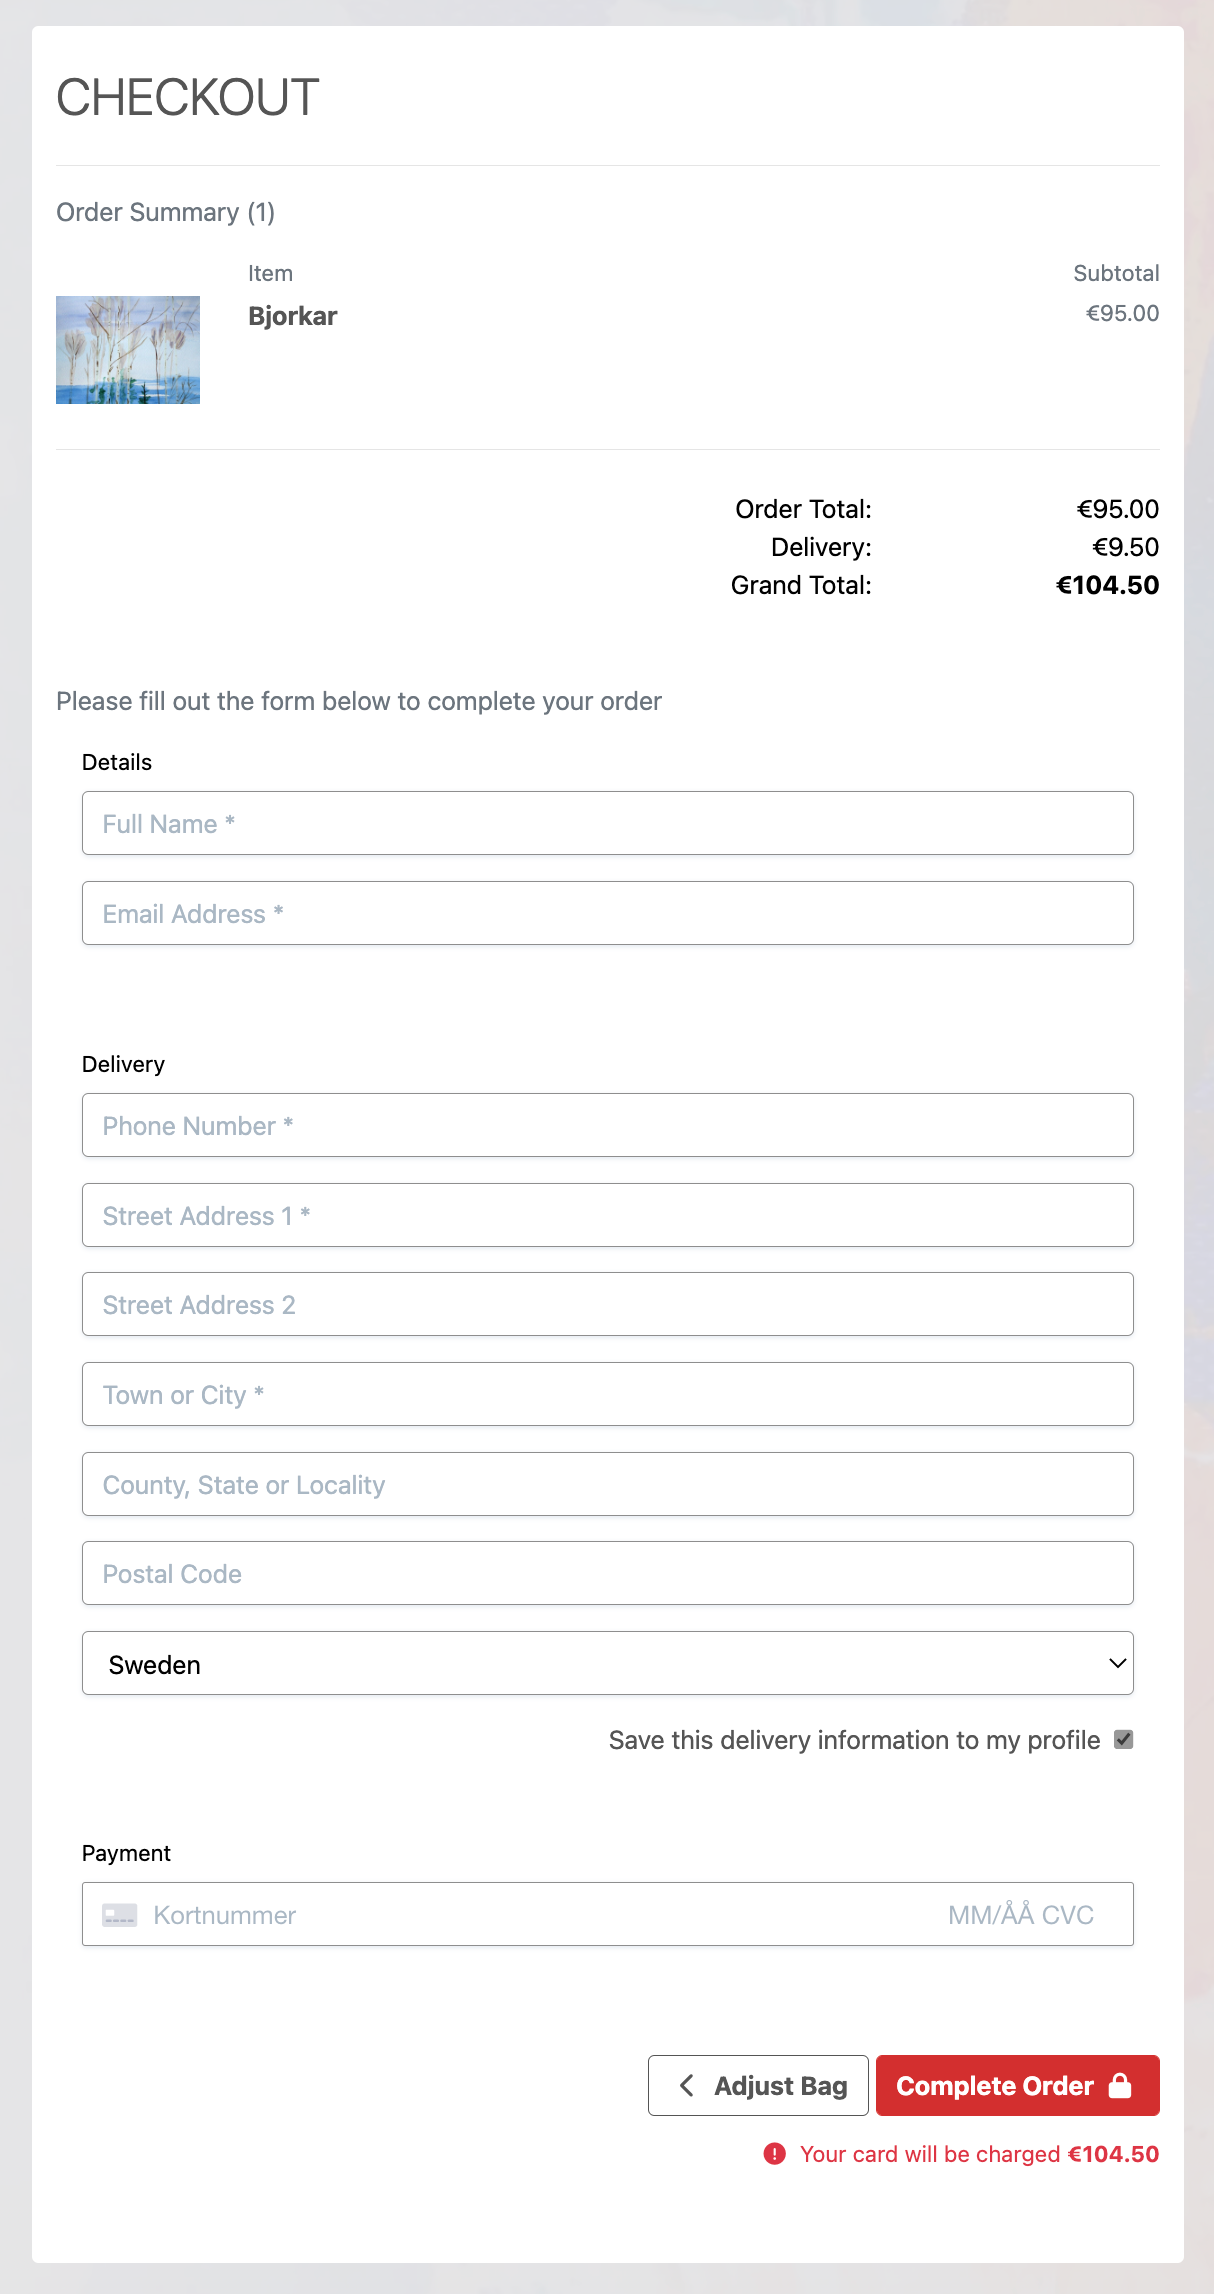 CHECKOUT
Order Summary (1)
Item
Subtotal
Bjorkar
€95.00
Order Total:
€95.00
Delivery:
€9.50
Grand Total:
€104.50
Please fill out the form below to complete your order
Details
Full Name *
Email Address *
Delivery
Phone Number *
Street Address 1 *
Street Address 2
Town or City *
County, State or Locality
Postal Code
Sweden
Save this delivery information to my profile
Payment
Kortnummer
MM/ÅÅ CVC
Adjust Bag
Complete Order
Your card will be charged €104.50